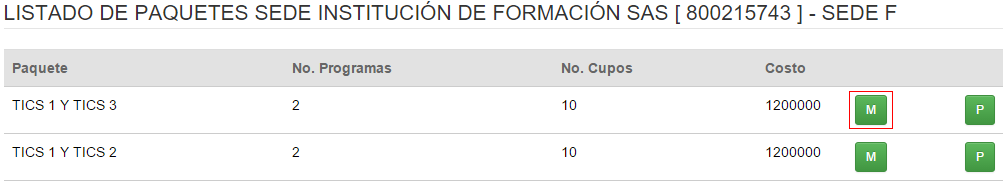 LISTADO DE PAQUETES SEDE INSTITUCIÓN DE FORMACIÓN SAS [ 800215743 ] - SEDE F
Paquete No. Programas No. Cupos Costo
TICS 1 Y TICS 3 2 10 1200000 M P
TICS 1 Y TICS 2 2 10 1200000 M P